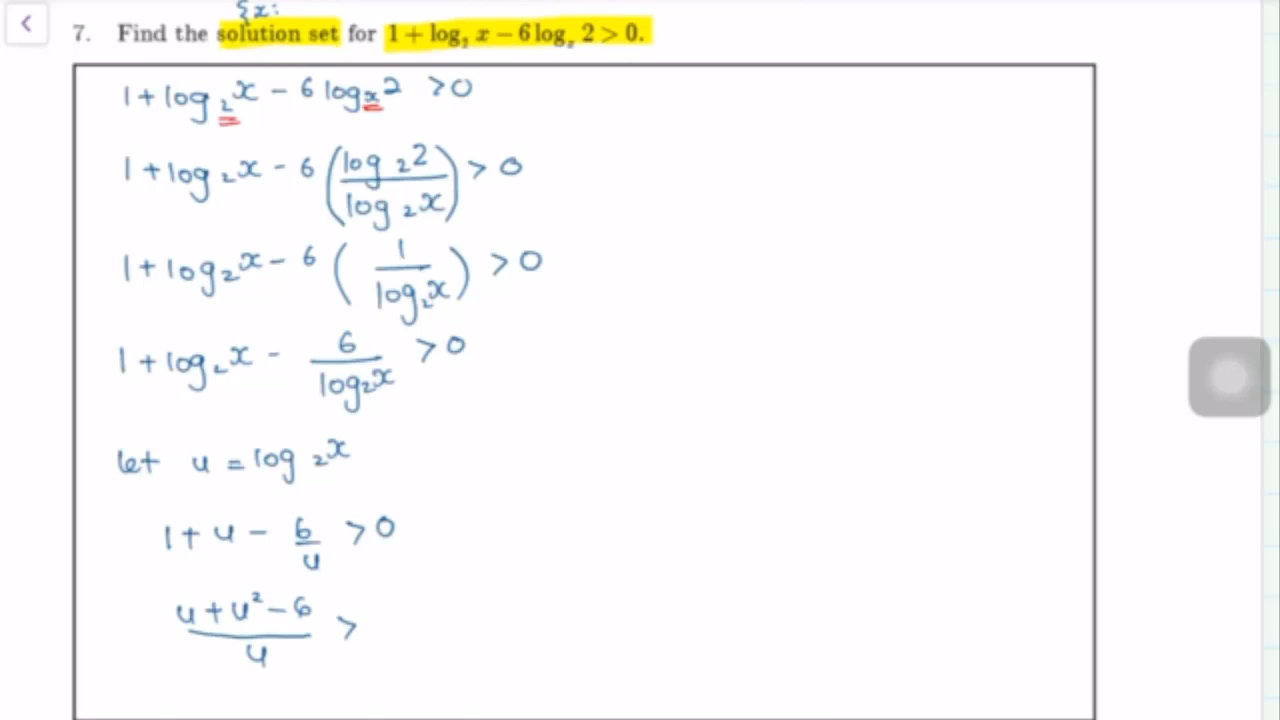 {x:
7. Find the solution set for 1 + log₂ x − 6 logₓ 2 > 0.
1 + log₂x − 6 logₓ2 > 0
1 + log₂x − 6 (log₂2 / log₂x) > 0
1 + log₂x − 6 (1 / log₂x) > 0
1 + log₂x − 6 / log₂x > 0
let u = log₂x
1 + u − 6/u > 0
(u + u² − 6) / u >